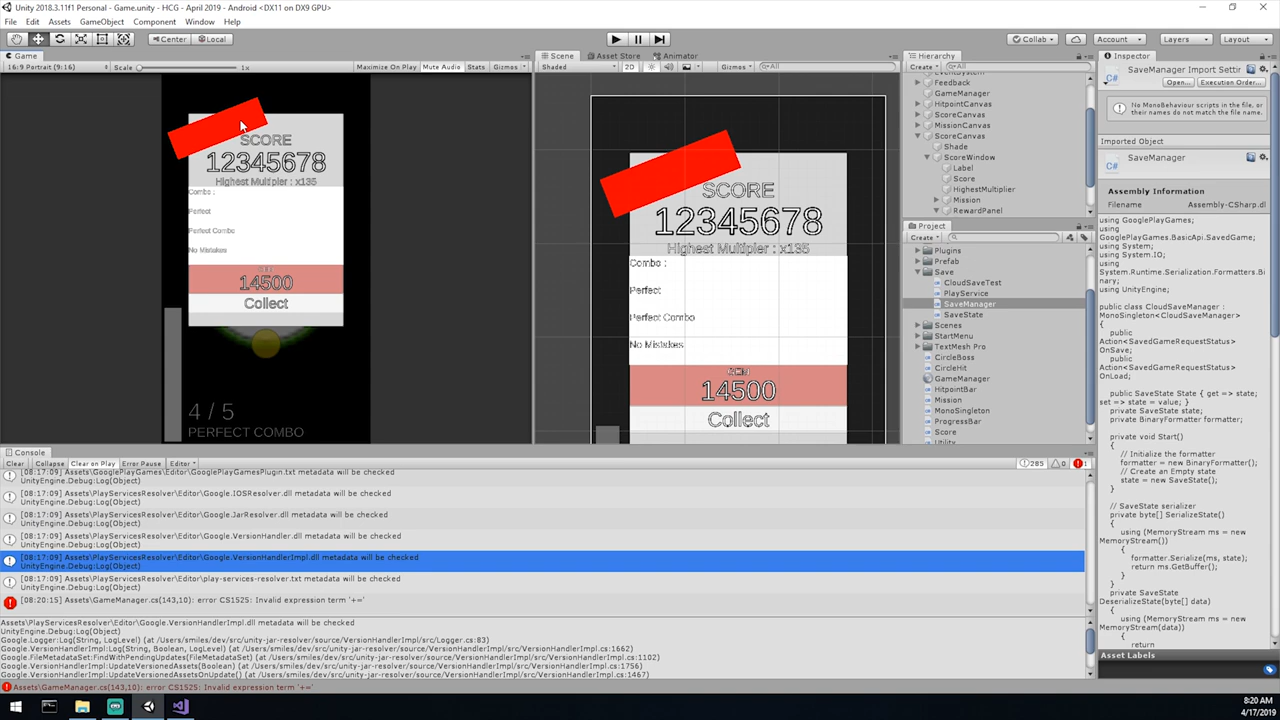 Unity 2018.3.11f1 Personal - Game.unity - HCG - April 2019 - Android <DX11 on DX9 GPU>
File Edit Assets GameObject Component Window Help
Center Local Collab Account Layers Layout
Game
16:9 Portrait (9:16) Scale 1x Maximize On Play Mute Audio Stats Gizmos
SCORE
12345678
Highest Multipler : x135
Combo :
Perfect
Perfect Combo
No Mistakes
14500
Collect
4 / 5
PERFECT COMBO
Scene Asset Store Animator
Shaded 2D Gizmos All
SCORE
12345678
Highest Multipler : x135
Combo :
Perfect
Perfect Combo
No Mistakes
14500
Collect
Hierarchy
Create All
Feedback
GameManager
HitpointCanvas
ScoreCanvas
MissionCanvas
ScoreCanvas
Shade
ScoreWindow
Label
Score
HighestMultiplier
Mission
RewardPanel
Project
Create
Plugins
Prefab
Save
CloudSaveTest
PlayService
SaveManager
SaveState
Scenes
StartMenu
TextMesh Pro
CircleBoss
CircleHit
GameManager
HitpointBar
Mission
MonoSingleton
ProgressBar
Score
Utility
Inspector
SaveManager Import Settir
Open... Execution Order...
No MonoBehaviour scripts in the file, or
their names do not match the file name.
Imported Object
SaveManager
Assembly Information
Filename Assembly-CSharp.dl
using GooglePlayGames;
using
GooglePlayGames.BasicApi.SavedGame;
using System;
using System.IO;
using
System.Runtime.Serialization.Formatters.Bi
nary;
using UnityEngine;
public class CloudSaveManager :
MonoSingleton<CloudSaveManager>
{
public
Action<SavedGameRequestStatus>
OnSave;
public
Action<SavedGameRequestStatus>
OnLoad;
public SaveState State { get => state;
set => state = value; }
private SaveState state;
private BinaryFormatter formatter;
private void Start()
{
// Initialize the formatter
formatter = new BinaryFormatter();
// Create an Empty state
state = new SaveState();
}
// SaveState serializer
private byte[] SerializeState()
{
using (MemoryStream ms = new
MemoryStream())
{
formatter.Serialize(ms, state);
return ms.GetBuffer();
}
}
private SaveState
DeserializeState(byte[] data)
{
using (MemoryStream ms = new
MemoryStream(data))
{
return
Asset Labels
Console
Clear Collapse Clear on Play Error Pause Editor 285 0 1
[08:17:09] Assets\GooglePlayGames\Editor\GooglePlayGamesPlugin.txt metadata will be checked
UnityEngine.Debug:Log(Object)
[08:17:09] Assets\PlayServicesResolver\Editor\Google.IOSResolver.dll metadata will be checked
UnityEngine.Debug:Log(Object)
[08:17:09] Assets\PlayServicesResolver\Editor\Google.JarResolver.dll metadata will be checked
UnityEngine.Debug:Log(Object)
[08:17:09] Assets\PlayServicesResolver\Editor\Google.VersionHandler.dll metadata will be checked
UnityEngine.Debug:Log(Object)
[08:17:09] Assets\PlayServicesResolver\Editor\Google.VersionHandlerImpl.dll metadata will be checked
UnityEngine.Debug:Log(Object)
[08:17:09] Assets\PlayServicesResolver\Editor\play-services-resolver.txt metadata will be checked
UnityEngine.Debug:Log(Object)
[08:20:15] Assets\GameManager.cs(143,10): error CS1525: Invalid expression term '+='
Assets\PlayServicesResolver\Editor\Google.VersionHandlerImpl.dll metadata will be checked
UnityEngine.Debug:Log(Object)
Google.Logger:Log(String, LogLevel) (at /Users/smiles/dev/src/unity-jar-resolver/source/VersionHandlerImpl/src/Logger.cs:83)
Google.VersionHandlerImpl:Log(String, Boolean, LogLevel) (at /Users/smiles/dev/src/unity-jar-resolver/source/VersionHandlerImpl/src/VersionHandlerImpl.cs:1662)
Google.FileMetadataSet:FindWithPendingUpdates(FileMetadataSet) (at /Users/smiles/dev/src/unity-jar-resolver/source/VersionHandlerImpl/src/VersionHandlerImpl.cs:1102)
Google.VersionHandlerImpl:UpdateVersionedAssets(Boolean) (at /Users/smiles/dev/src/unity-jar-resolver/source/VersionHandlerImpl/src/VersionHandlerImpl.cs:1756)
Google.VersionHandlerImpl:UpdateVersionedAssetsOnUpdate() (at /Users/smiles/dev/src/unity-jar-resolver/source/VersionHandlerImpl/src/VersionHandlerImpl.cs:1467)
Assets\GameManager.cs(143,10): error CS1525: Invalid expression term '+='
8:20 AM
4/17/2019